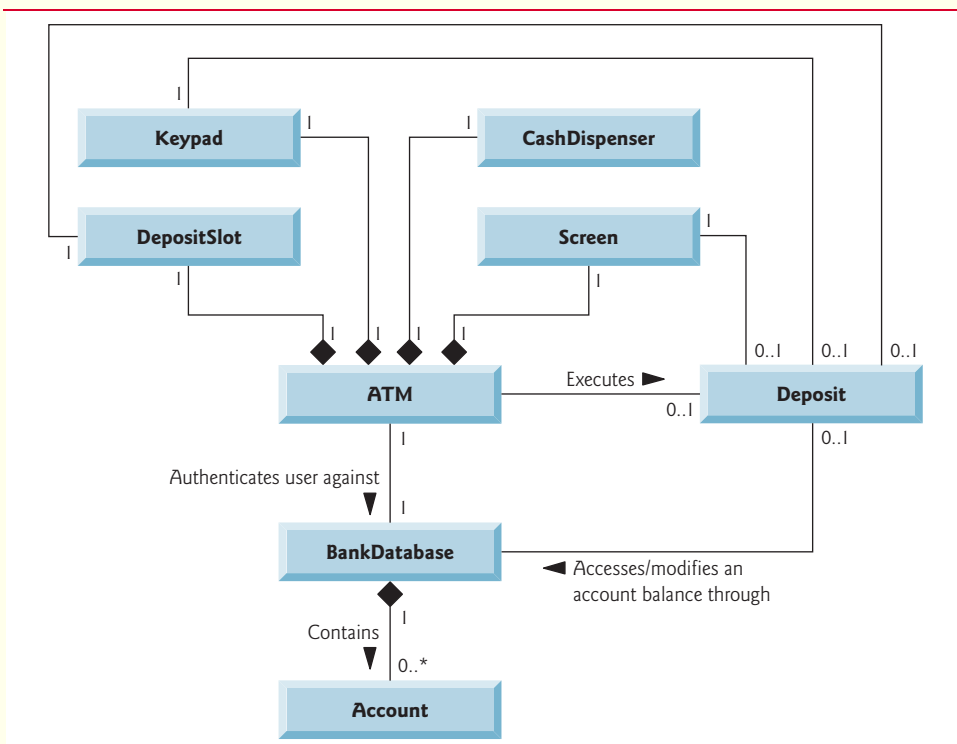 1
Keypad
1
1
CashDispenser
DepositSlot
1
1
Screen
1
1
1
1
1
1
0..1
0..1
0..1
ATM
Executes
0..1
Deposit
0..1
1
Authenticates user against
1
BankDatabase
Accesses/modifies an
account balance through
1
Contains
0..*
Account